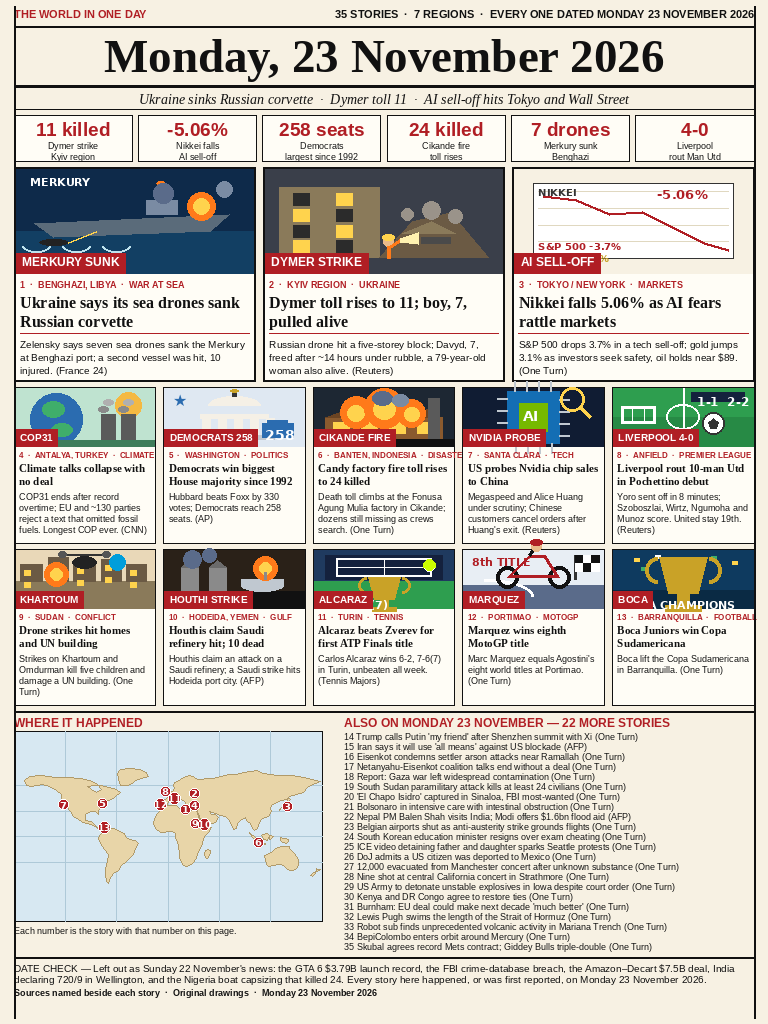 THE WORLD IN ONE DAY
35 STORIES · 7 REGIONS · EVERY ONE DATED MONDAY 23 NOVEMBER 2026
Monday, 23 November 2026
Ukraine sinks Russian corvette · Dymer toll 11 · AI sell-off hits Tokyo and Wall Street
11 killed
Dymer strike
Kyiv region
-5.06%
Nikkei falls
AI sell-off
258 seats
Democrats
largest since 1992
24 killed
Cikande fire
toll rises
7 drones
Merkury sunk
Benghazi
4-0
Liverpool
rout Man Utd
MERKURY
MERKURY SUNK
1 · BENGHAZI, LIBYA · WAR AT SEA
Ukraine says its sea drones sank
Russian corvette
Zelensky says seven sea drones sank the Merkury
at Benghazi port; a second vessel was hit, 10
injured. (France 24)
DYMER STRIKE
2 · KYIV REGION · UKRAINE
Dymer toll rises to 11; boy, 7,
pulled alive
Russian drone hit a five-storey block; Davyd, 7,
freed after ~14 hours under rubble, a 79-year-old
woman also alive. (Reuters)
NIKKEI
-5.06%
S&P 500 -3.7%
AI SELL-OFF
3 · TOKYO / NEW YORK · MARKETS
Nikkei falls 5.06% as AI fears
rattle markets
S&P 500 drops 3.7% in a tech sell-off; gold jumps
3.1% as investors seek safety, oil holds near $89.
(One Turn)
COP31
4 · ANTALYA, TURKEY · CLIMATE
Climate talks collapse with
no deal
COP31 ends after record
overtime; EU and ~130 parties
reject a text that omitted fossil
fuels. Longest COP ever. (CNN)
258
DEMOCRATS 258
5 · WASHINGTON · POLITICS
Democrats win biggest
House majority since 1992
Hubbard beats Foxx by 330
votes; Democrats reach 258
seats. (AP)
CIKANDE FIRE
6 · BANTEN, INDONESIA · DISASTE
Candy factory fire toll rises
to 24 killed
Death toll climbs at the Fonusa
Agung Mulia factory in Cikande;
dozens still missing as crews
search. (One Turn)
AI
NVIDIA PROBE
7 · SANTA CLARA · TECH
US probes Nvidia chip sales
to China
Megaspeed and Alice Huang
under scrutiny; Chinese
customers cancel orders after
Huang's exit. (Reuters)
1-1 2-2
LIVERPOOL 4-0
8 · ANFIELD · PREMIER LEAGUE
Liverpool rout 10-man Utd
in Pochettino debut
Yoro sent off in 8 minutes;
Szoboszlai, Wirtz, Ngumoha and
Munoz score. United stay 19th.
(Reuters)
KHARTOUM
9 · SUDAN · CONFLICT
Drone strikes hit homes
and UN building
Strikes on Khartoum and
Omdurman kill five children and
damage a UN building. (One
Turn)
HOUTHI STRIKE
10 · HODEIDA, YEMEN · GULF
Houthis claim Saudi
refinery hit; 10 dead
Houthis claim an attack on a
Saudi refinery; a Saudi strike hits
Hodeida port city. (AFP)
7)
ALCARAZ
11 · TURIN · TENNIS
Alcaraz beats Zverev for
first ATP Finals title
Carlos Alcaraz wins 6-2, 7-6(7)
in Turin, unbeaten all week.
(Tennis Majors)
8th TITLE
MARQUEZ
12 · PORTIMAO · MOTOGP
Marquez wins eighth
MotoGP title
Marc Marquez equals Agostini's
eight world titles at Portimao.
(One Turn)
CHAMPIONS
BOCA
13 · BARRANQUILLA · FOOTBALL
Boca Juniors win Copa
Sudamericana
Boca lift the Copa Sudamericana
in Barranquilla. (One Turn)
WHERE IT HAPPENED
7
5
13
8
12
11
2
4
1
9
10
3
6
Each number is the story with that number on this page.
ALSO ON MONDAY 23 NOVEMBER — 22 MORE STORIES
14 Trump calls Putin 'my friend' after Shenzhen summit with Xi (One Turn)
15 Iran says it will use 'all means' against US blockade (AFP)
16 Eisenkot condemns settler arson attacks near Ramallah (One Turn)
17 Netanyahu-Eisenkot coalition talks end without a deal (One Turn)
18 Report: Gaza war left widespread contamination (One Turn)
19 South Sudan paramilitary attack kills at least 24 civilians (One Turn)
20 'El Chapo Isidro' captured in Sinaloa, FBI most-wanted (One Turn)
21 Bolsonaro in intensive care with intestinal obstruction (One Turn)
22 Nepal PM Balen Shah visits India; Modi offers $1.6bn flood aid (AFP)
23 Belgian airports shut as anti-austerity strike grounds flights (One Turn)
24 South Korean education minister resigns over exam cheating (One Turn)
25 ICE video detaining father and daughter sparks Seattle protests (One Turn)
26 DoJ admits a US citizen was deported to Mexico (One Turn)
27 12,000 evacuated from Manchester concert after unknown substance (One Turn)
28 Nine shot at central California concert in Strathmore (One Turn)
29 US Army to detonate unstable explosives in Iowa despite court order (One Turn)
30 Kenya and DR Congo agree to restore ties (One Turn)
31 Burnham: EU deal could make next decade 'much better' (One Turn)
32 Lewis Pugh swims the length of the Strait of Hormuz (One Turn)
33 Robot sub finds unprecedented volcanic activity in Mariana Trench (One Turn)
34 BepiColombo enters orbit around Mercury (One Turn)
35 Skubal agrees record Mets contract; Giddey Bulls triple-double (One Turn)
DATE CHECK — Left out as Sunday 22 November's news: the GTA 6 $3.79B launch record, the FBI crime-database breach, the Amazon–Decart $7.5B deal, India
declaring 720/9 in Wellington, and the Nigeria boat capsizing that killed 24. Every story here happened, or was first reported, on Monday 23 November 2026.
Sources named beside each story · Original drawings · Monday 23 November 2026